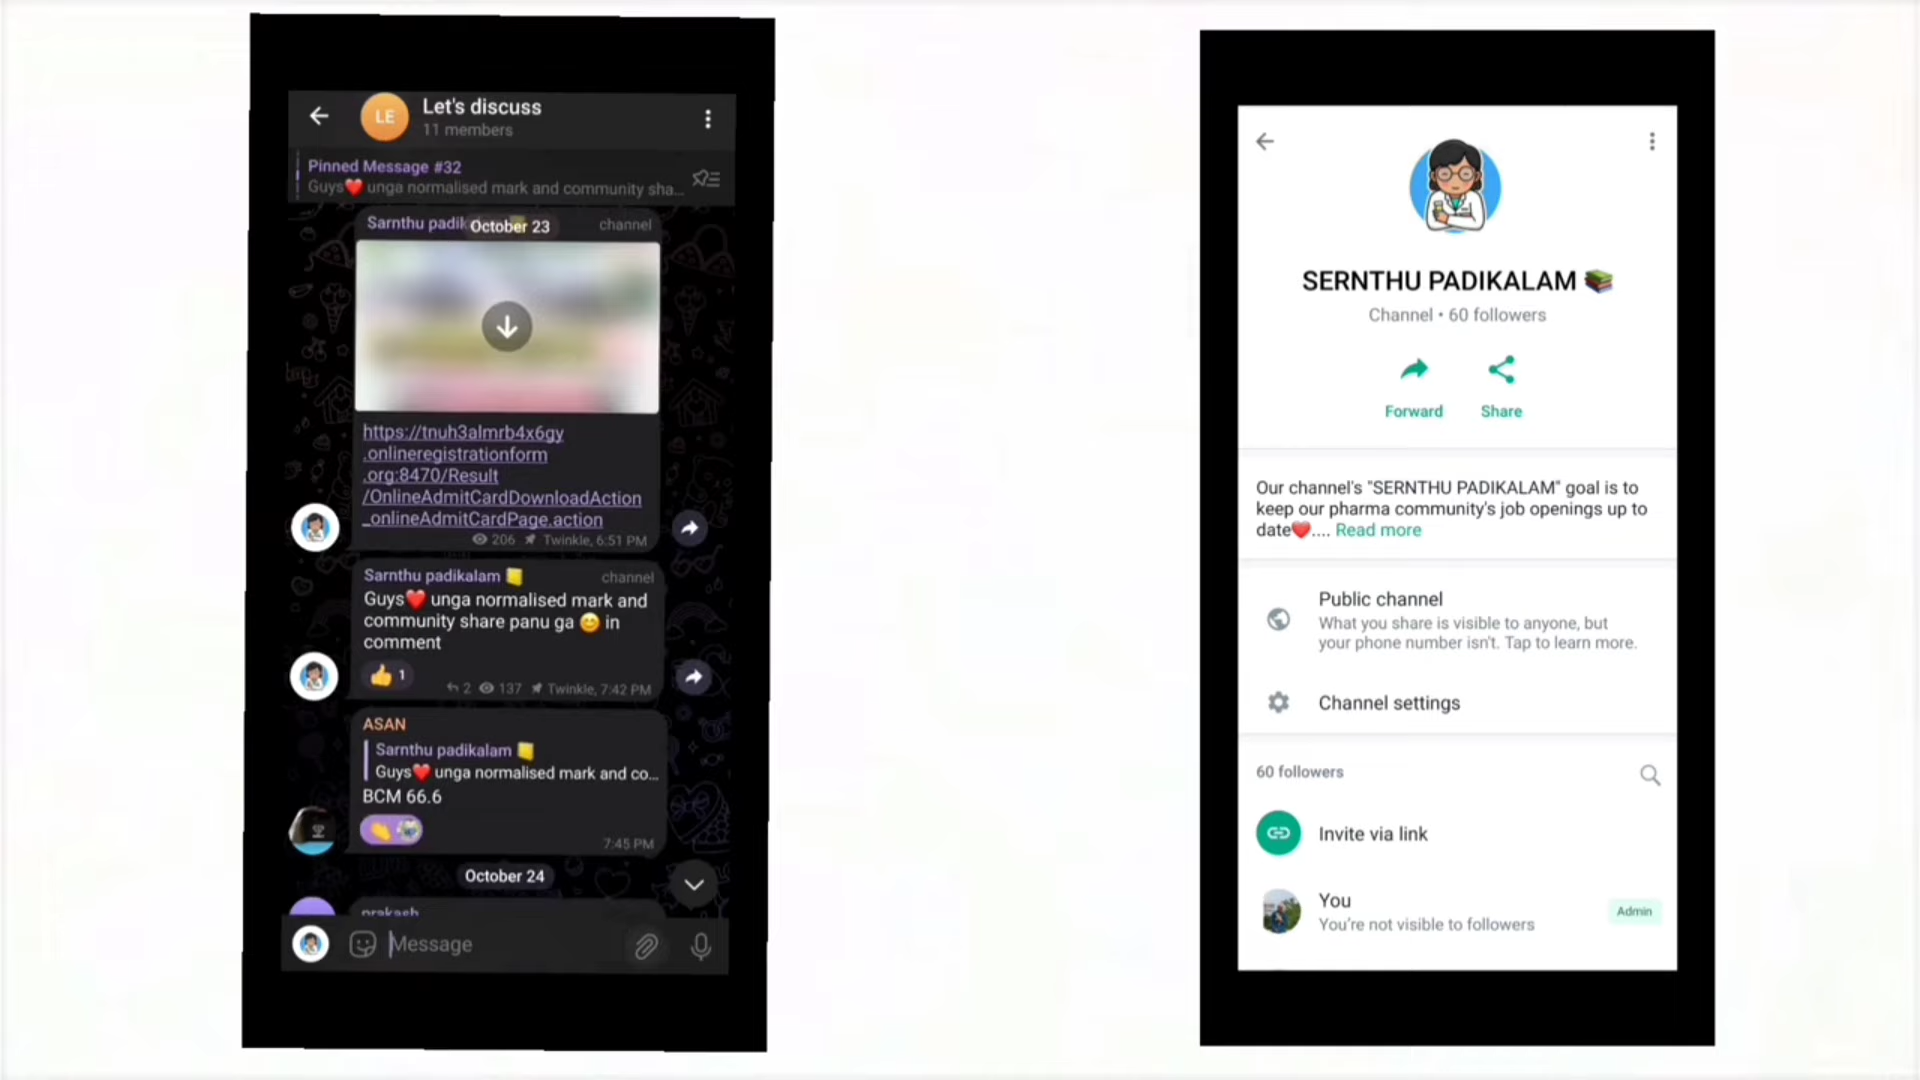 LE
Let's discuss
11 members
Pinned Message #32
Guys❤️ unga normalised mark and community sha...
Sarnthu padik
October 23
channel
https://tnuh3almrb4x6gy
.onlineregistrationform
.org:8470/Result
/OnlineAdmitCardDownloadAction
_onlineAdmitCardPage.action
206 Twinkle, 6:51 PM
Sarnthu padikalam 📒 channel
Guys❤️ unga normalised mark and
community share panu ga 😊 in
comment
👍 1
2 137 Twinkle, 7:42 PM
ASAN
Sarnthu padikalam 📒
Guys❤️ unga normalised mark and co...
BCM 66.6
7:45 PM
October 24
prakash
Message
SERNTHU PADIKALAM 📚
Channel • 60 followers
Forward
Share
Our channel's "SERNTHU PADIKALAM" goal is to
keep our pharma community's job openings up to
date❤️.... Read more
Public channel
What you share is visible to anyone, but
your phone number isn't. Tap to learn more.
Channel settings
60 followers
Invite via link
You
You're not visible to followers
Admin